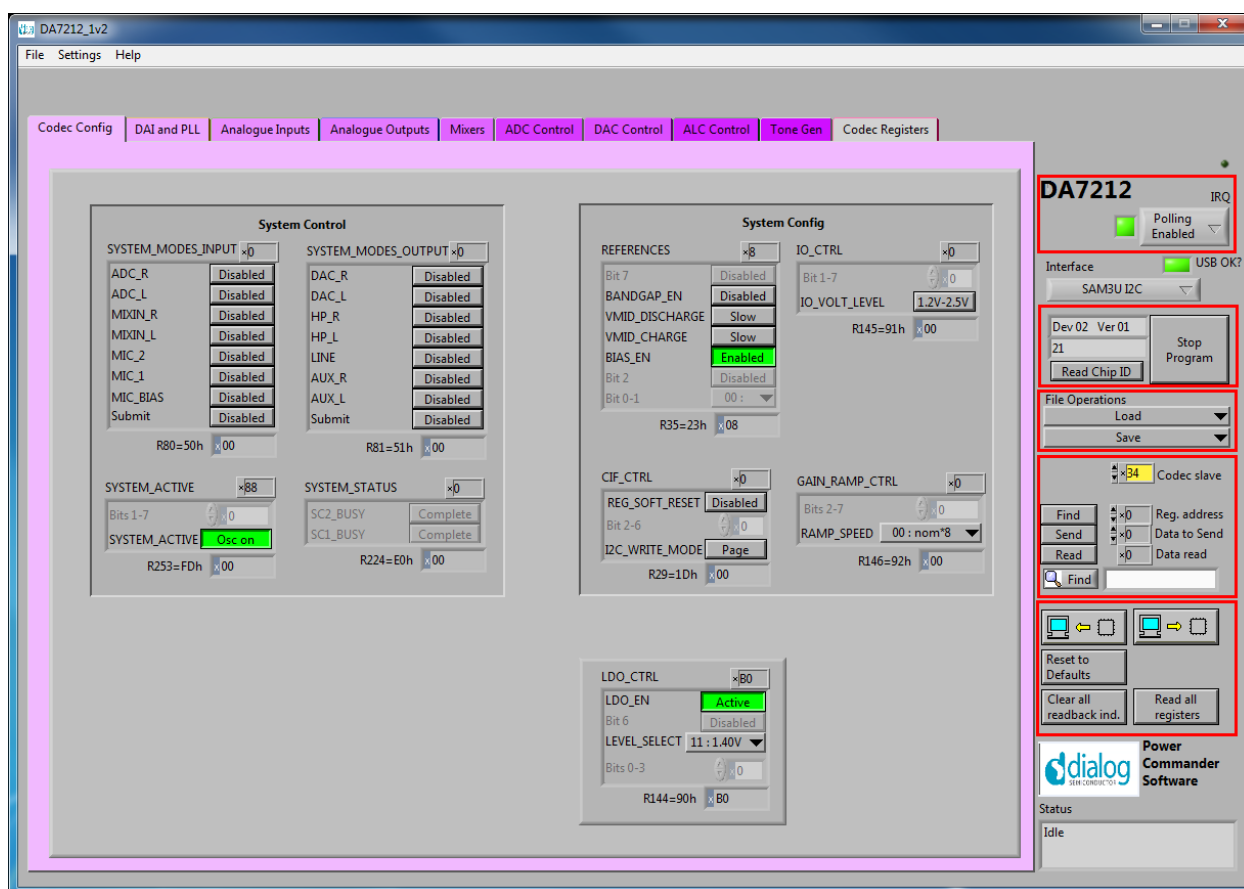 DA7212_1v2
File Settings Help
Codec Config DAI and PLL Analogue Inputs Analogue Outputs Mixers ADC Control DAC Control ALC Control Tone Gen Codec Registers
System Control
SYSTEM_MODES_INPUT x0
ADC_R Disabled
ADC_L Disabled
MIXIN_R Disabled
MIXIN_L Disabled
MIC_2 Disabled
MIC_1 Disabled
MIC_BIAS Disabled
Submit Disabled
R80=50h x00
SYSTEM_MODES_OUTPUT x0
DAC_R Disabled
DAC_L Disabled
HP_R Disabled
HP_L Disabled
LINE Disabled
AUX_R Disabled
AUX_L Disabled
Submit Disabled
R81=51h x00
SYSTEM_ACTIVE x88
Bits 1-7 x0
SYSTEM_ACTIVE Osc on
R253=FDh x00
SYSTEM_STATUS x0
SC2_BUSY Complete
SC1_BUSY Complete
R224=E0h x00
System Config
REFERENCES x8
Bit 7 Disabled
BANDGAP_EN Disabled
VMID_DISCHARGE Slow
VMID_CHARGE Slow
BIAS_EN Enabled
Bit 2 Disabled
Bit 0-1 00 :
R35=23h x08
IO_CTRL x0
Bit 1-7 x0
IO_VOLT_LEVEL 1.2V-2.5V
R145=91h x00
CIF_CTRL x0
REG_SOFT_RESET Disabled
Bit 2-6 x0
I2C_WRITE_MODE Page
R29=1Dh x00
GAIN_RAMP_CTRL x0
Bits 2-7 x0
RAMP_SPEED 00 : nom*8
R146=92h x00
LDO_CTRL xB0
LDO_EN Active
Bit 6 Disabled
LEVEL_SELECT 11 : 1.40V
Bits 0-3 x0
R144=90h xB0
DA7212 IRQ
Polling
Enabled
Interface USB OK?
SAM3U I2C
Dev 02 Ver 01
21
Read Chip ID
Stop
Program
File Operations
Load
Save
x34 Codec slave
Find x0 Reg. address
Send x0 Data to Send
Read x0 Data read
Find
Reset to
Defaults
Clear all
readback ind.
Read all
registers
dialog
SEMICONDUCTOR
Power
Commander
Software
Status
Idle